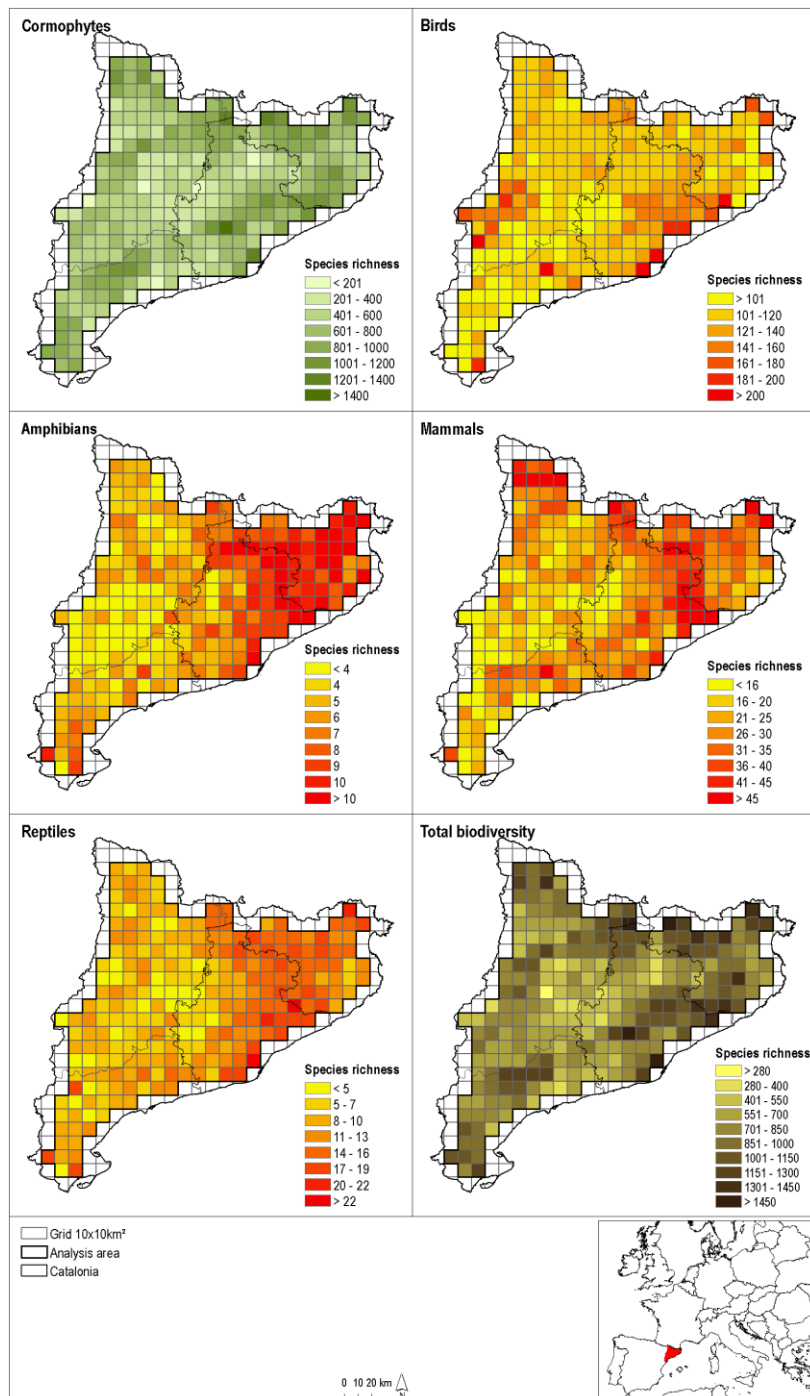 Cormophytes
Species richness
< 201
201 - 400
401 - 600
601 - 800
801 - 1000
1001 - 1200
1201 - 1400
> 1400
Birds
Species richness
> 101
101 -120
121 - 140
141 - 160
161 - 180
181 - 200
> 200
Amphibians
Species richness
< 4
4
5
6
7
8
9
10
> 10
Mammals
Species richness
< 16
16 - 20
21 - 25
26 - 30
31 - 35
36 - 40
41 - 45
> 45
Reptiles
Species richness
< 5
5 - 7
8 - 10
11 - 13
14 - 16
17 - 19
20 - 22
> 22
Total biodiversity
Species richness
> 280
280 - 400
401 - 550
551 - 700
701 - 850
851 - 1000
1001 - 1150
1151 - 1300
1301 - 1450
> 1450
Grid 10x10km²
Analysis area
Catalonia
0 10 20 km